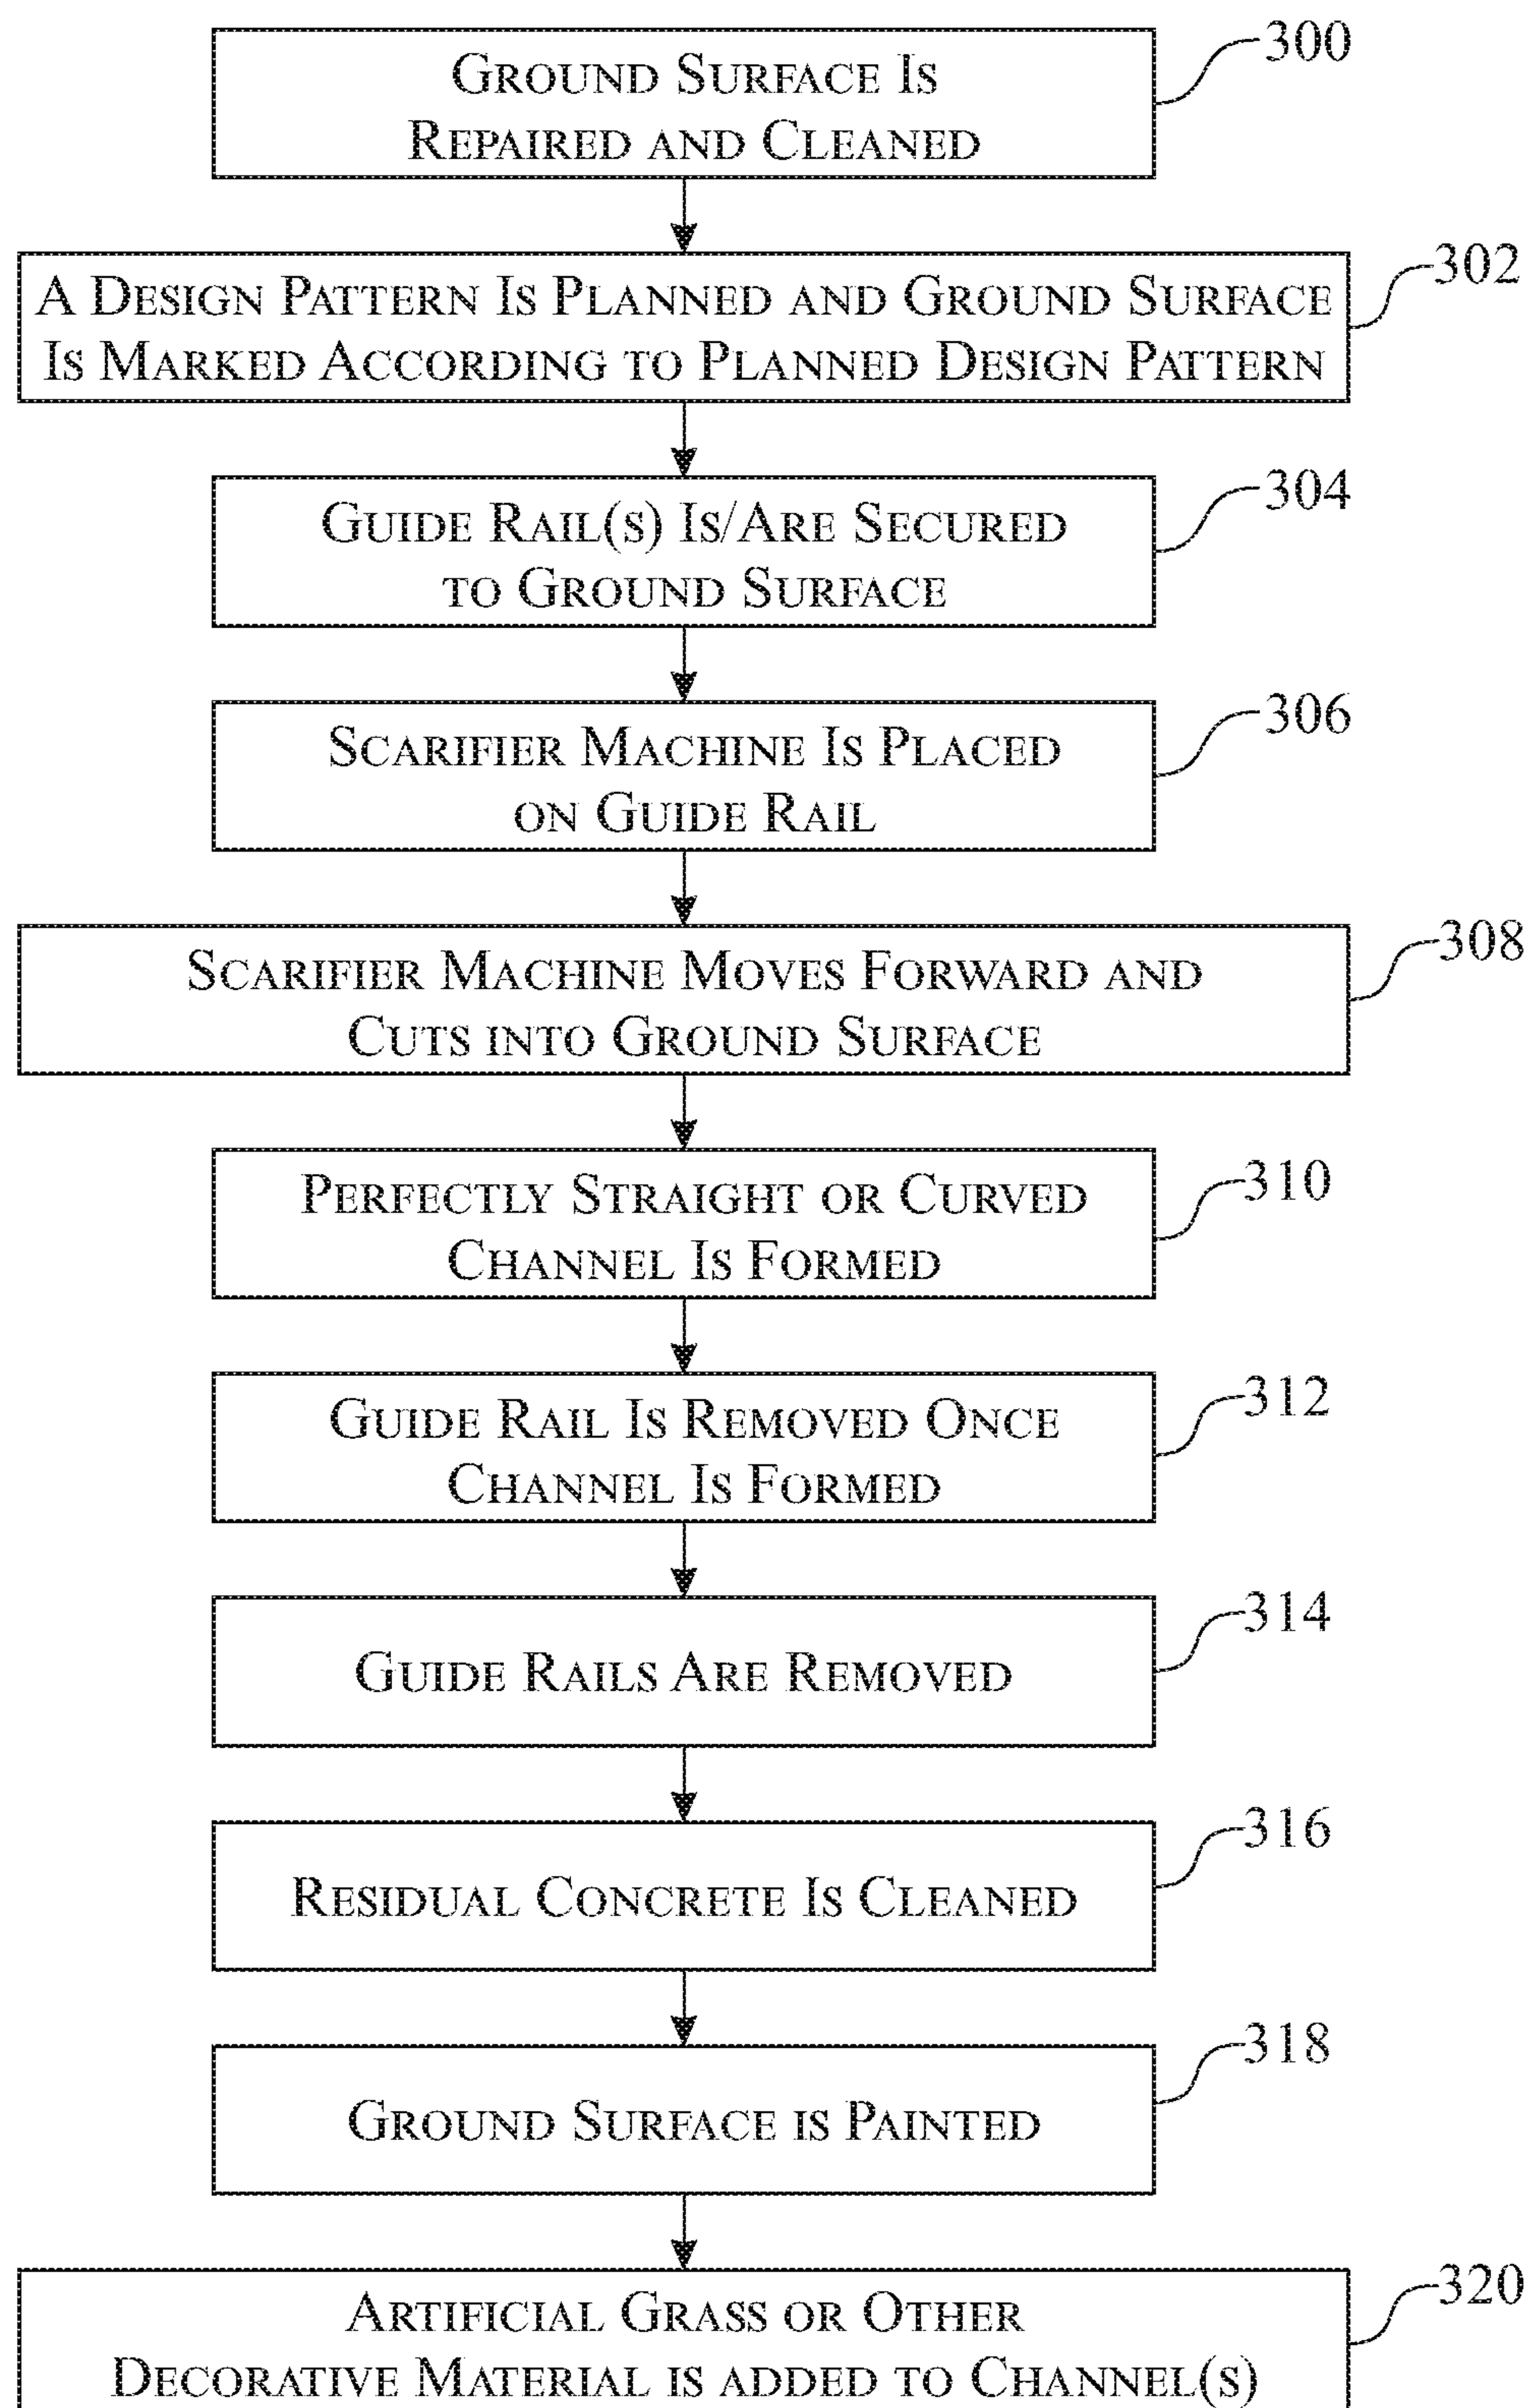 GROUND SURFACE IS
REPAIRED AND CLEANED
300
A DESIGN PATTERN IS PLANNED AND GROUND SURFACE
IS MARKED ACCORDING TO PLANNED DESIGN PATTERN
302
GUIDE RAIL(S) IS/ARE SECURED
TO GROUND SURFACE
304
SCARIFIER MACHINE IS PLACED
ON GUIDE RAIL
306
SCARIFIER MACHINE MOVES FORWARD AND
CUTS INTO GROUND SURFACE
308
PERFECTLY STRAIGHT OR CURVED
CHANNEL IS FORMED
310
GUIDE RAIL IS REMOVED ONCE
CHANNEL IS FORMED
312
GUIDE RAILS ARE REMOVED
314
RESIDUAL CONCRETE IS CLEANED
316
GROUND SURFACE IS PAINTED
318
ARTIFICIAL GRASS OR OTHER
DECORATIVE MATERIAL IS ADDED TO CHANNEL(S)
320